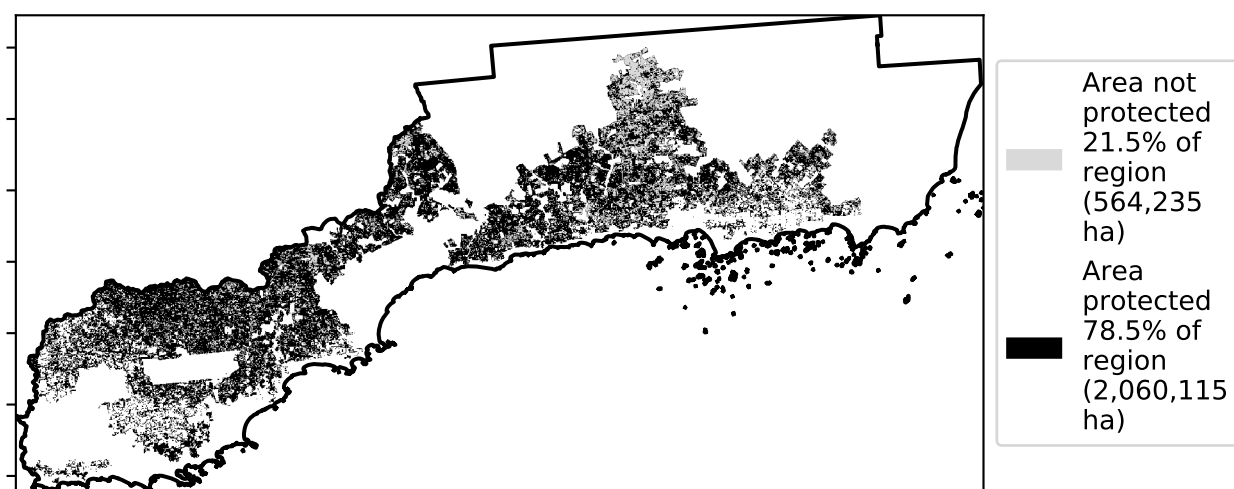 Area not
protected
21.5% of
region
(564,235
ha)
Area
protected
78.5% of
region
(2,060,115
ha)